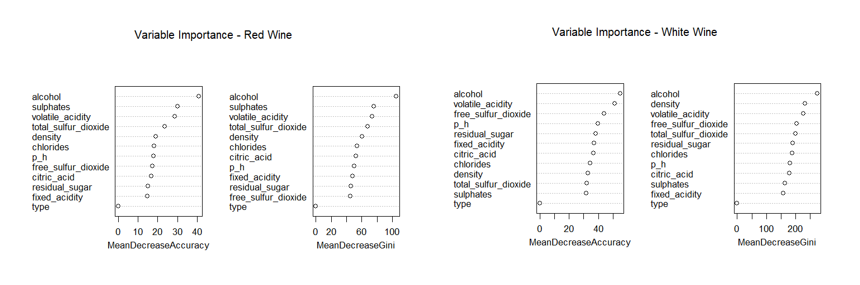 Variable Importance - Red Wine
alcohol
sulphates
volatile_acidity
total_sulfur_dioxide
density
chlorides
p_h
free_sulfur_dioxide
citric_acid
residual_sugar
fixed_acidity
type
0 10 20 30 40
MeanDecreaseAccuracy
alcohol
sulphates
volatile_acidity
total_sulfur_dioxide
density
chlorides
citric_acid
p_h
fixed_acidity
residual_sugar
free_sulfur_dioxide
type
0 20 40 60 100
MeanDecreaseGini
Variable Importance - White Wine
alcohol
volatile_acidity
free_sulfur_dioxide
p_h
residual_sugar
fixed_acidity
citric_acid
chlorides
density
total_sulfur_dioxide
sulphates
type
0 20 40
MeanDecreaseAccuracy
alcohol
density
volatile_acidity
free_sulfur_dioxide
total_sulfur_dioxide
residual_sugar
chlorides
p_h
citric_acid
sulphates
fixed_acidity
type
0 100 200
MeanDecreaseGini